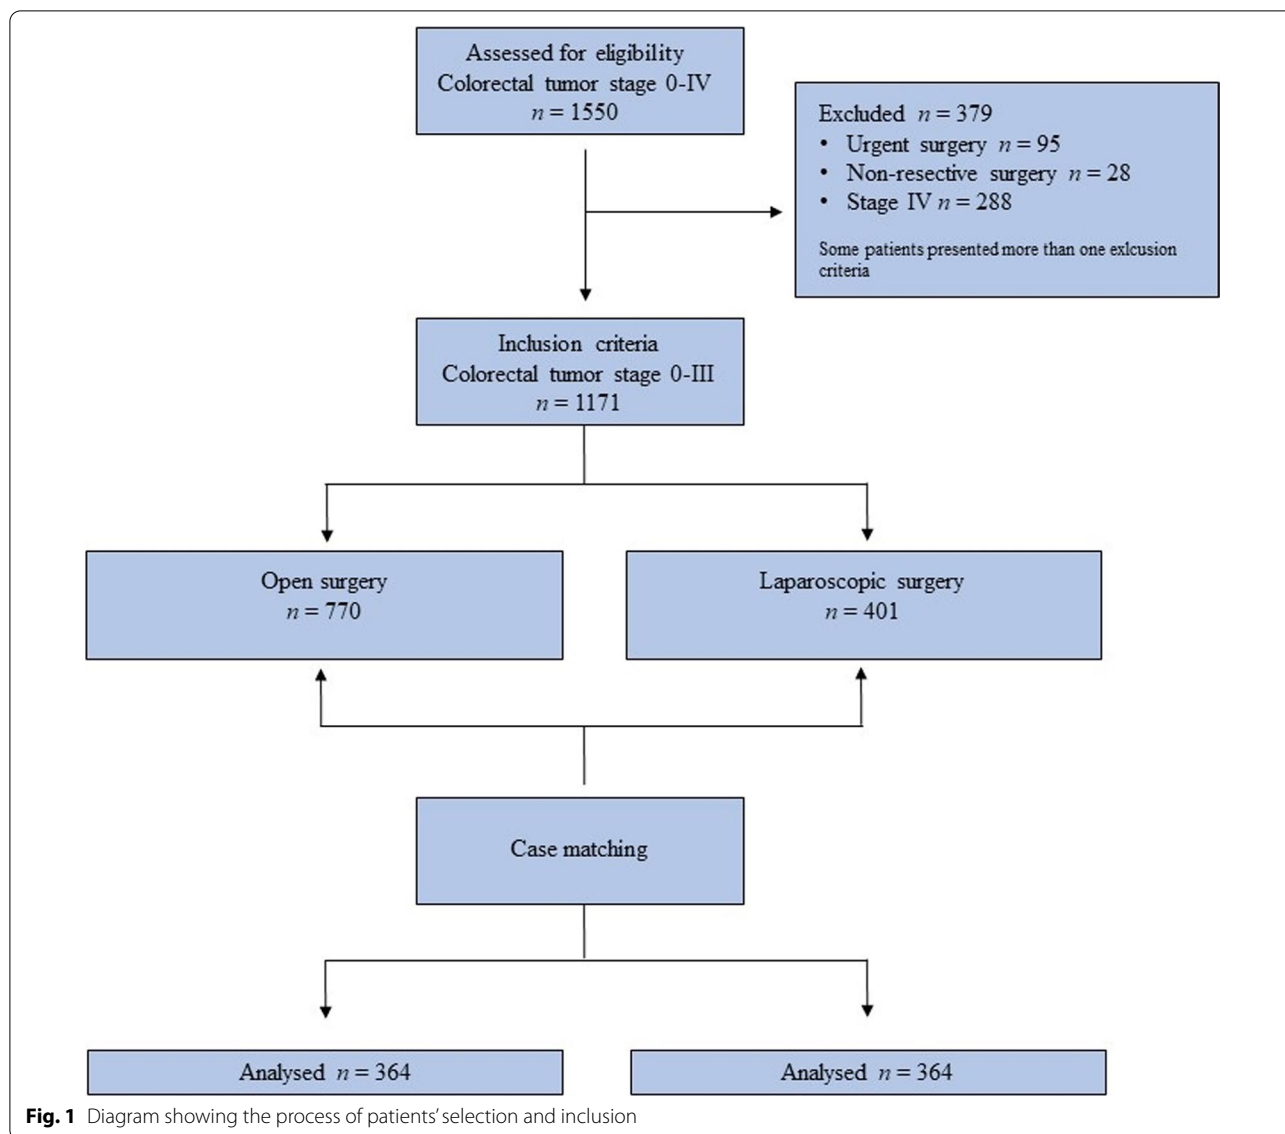 Assessed for eligibility
Colorectal tumor stage 0-IV
n = 1550
Excluded n = 379
• Urgent surgery n = 95
• Non-resective surgery n = 28
• Stage IV n = 288
Some patients presented more than one exlcusion
criteria
Inclusion criteria
Colorectal tumor stage 0-III
n = 1171
Open surgery
n = 770
Laparoscopic surgery
n = 401
Case matching
Analysed n = 364
Analysed n = 364
Fig. 1 Diagram showing the process of patients' selection and inclusion